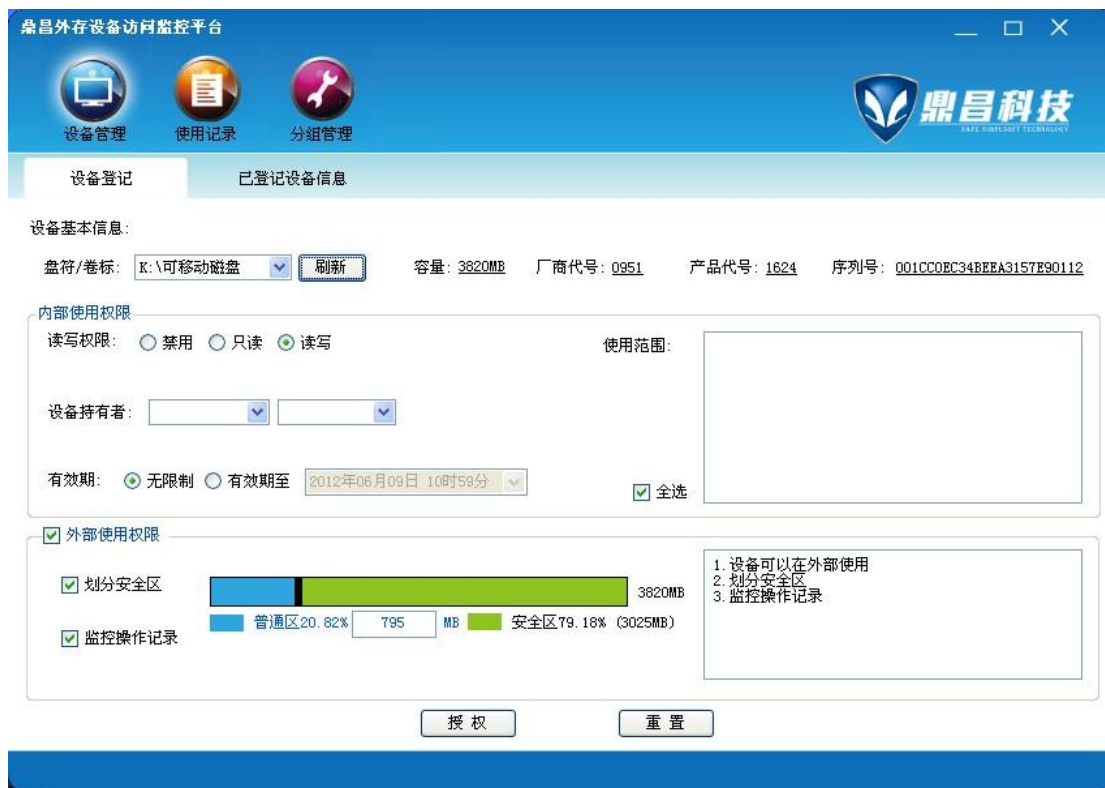 鼎昌外存设备访问监控平台
设备管理 使用记录 分组管理
鼎昌科技
设备登记 已登记设备信息
设备基本信息:
盘符/卷标: K:\可移动磁盘 刷新 容量: 3820MB 厂商代号: 0951 产品代号: 1624 序列号: 001CC0EC34BEEA3157E90112
内部使用权限
读写权限: 禁用 只读 读写 使用范围:
设备持有者:
有效期: 无限制 有效期至 2012年06月09日 10时59分 全选
外部使用权限
1.设备可以在外部使用
2.划分安全区
3.监控操作记录
划分安全区 3820MB
普通区20.82% 795 MB 安全区79.18% (3025MB)
监控操作记录
授 权 重 置